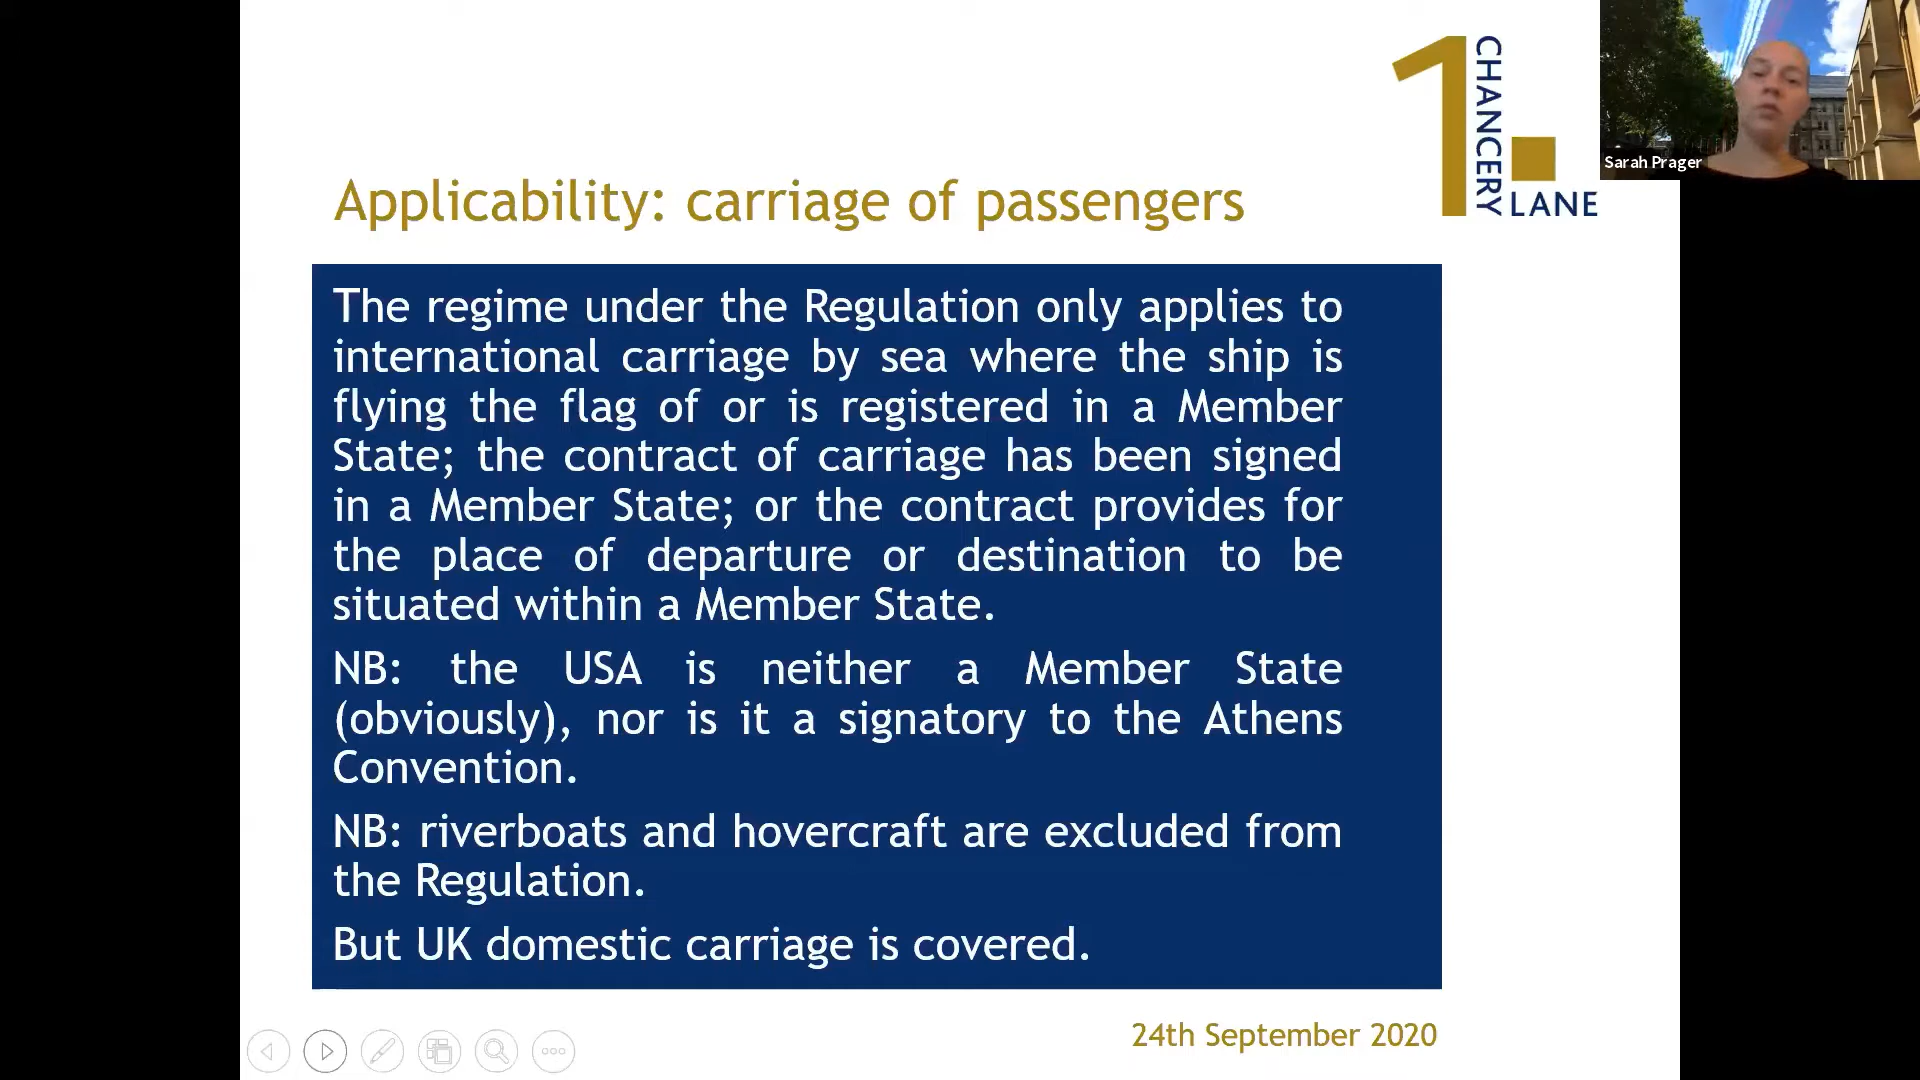 1
CHANCERY
LANE
Sarah Prager
Applicability: carriage of passengers
The regime under the Regulation only applies to
international carriage by sea where the ship is
flying the flag of or is registered in a Member
State; the contract of carriage has been signed
in a Member State; or the contract provides for
the place of departure or destination to be
situated within a Member State.
NB: the USA is neither a Member State
(obviously), nor is it a signatory to the Athens
Convention.
NB: riverboats and hovercraft are excluded from
the Regulation.
But UK domestic carriage is covered.
24th September 2020